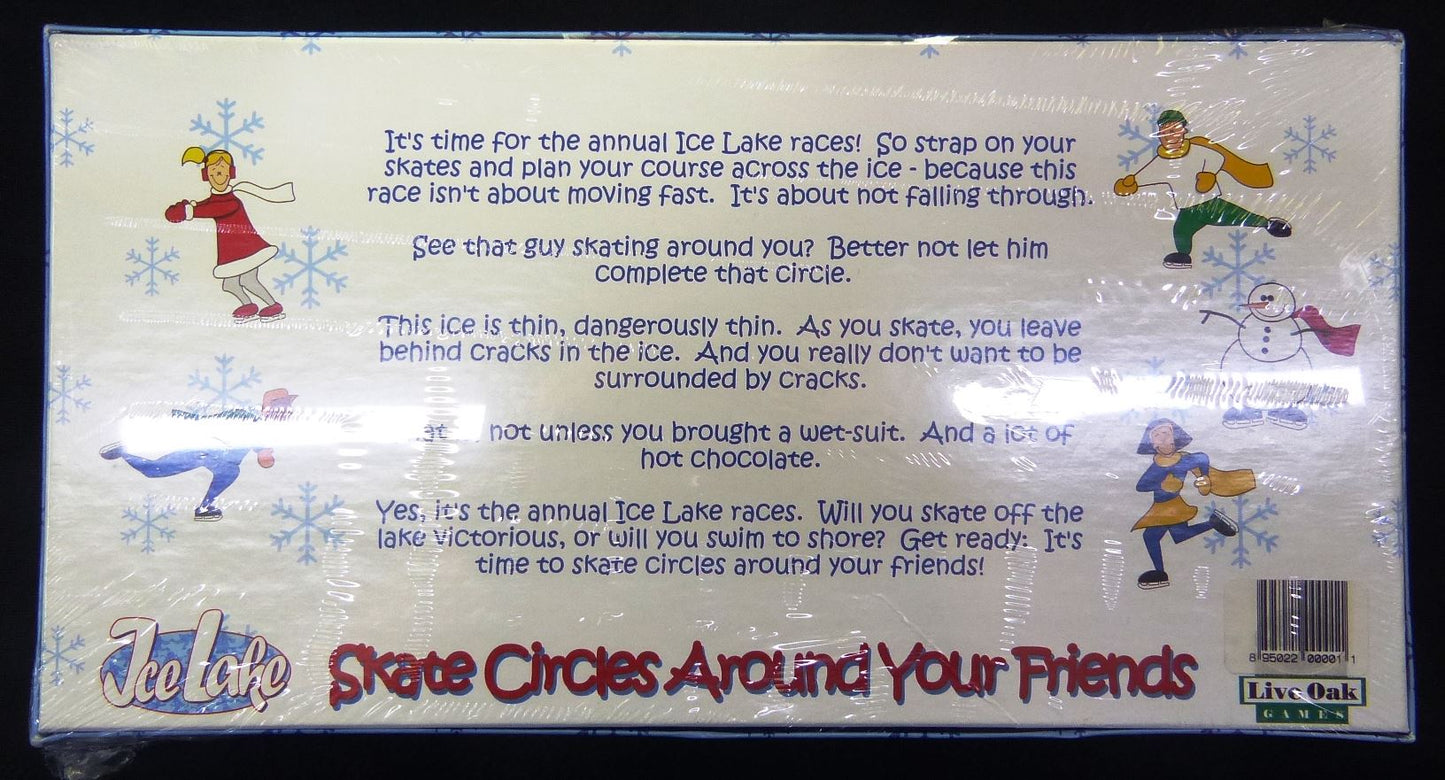 It's time for the annual Ice Lake races! So strap on your
skates and plan your course across the ice - because this
race isn't about moving fast. It's about not falling through.
See that guy skating around you? Better not let him
complete that circle.
This ice is thin, dangerously thin. As you skate, you leave
behind cracks in the ice. And you really don't want to be
surrounded by cracks.
not unless you brought a wet-suit. And a lot of
hot chocolate.
Yes, it's the annual Ice Lake races. Will you skate off the
lake victorious, or will you swim to shore? Get ready: It's
time to skate circles around your friends!
Ice Lake
Skate Circles Around Your Friends
8 95022 00001 1
Live Oak
GAMES